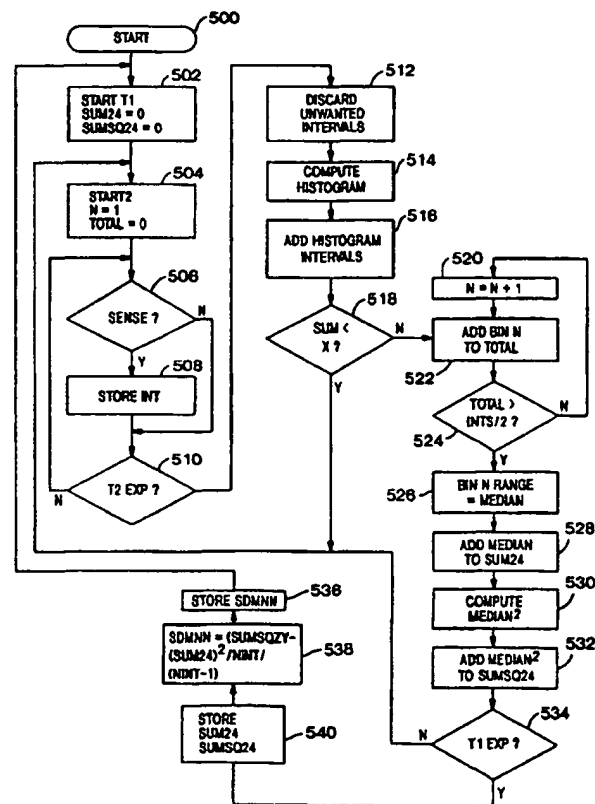 START
500
502
START T1
SUM24 = 0
SUMSQ24 = 0
504
START2
N = 1
TOTAL = 0
506
SENSE ?
N
Y
508
STORE INT
510
T2 EXP ?
N
512
DISCARD
UNWANTED
INTERVALS
514
COMPUTE
HISTOGRAM
516
ADD HISTOGRAM
INTERVALS
518
SUM <
X ?
N
Y
520
N = N + 1
ADD BIN N
TO TOTAL
522
TOTAL >
INTS/2 ?
N
524
Y
BIN N RANGE
= MEDIAN
526
528
ADD MEDIAN
TO SUM24
530
COMPUTE
MEDIAN²
532
ADD MEDIAN²
TO SUMSQ24
534
T1 EXP ?
N
Y
STORE SDMNN
536
SDMNN = (SUMSQZY-
(SUM24)²/NINT/
(NINT-1)
538
STORE
SUM24
SUMSQ24
540